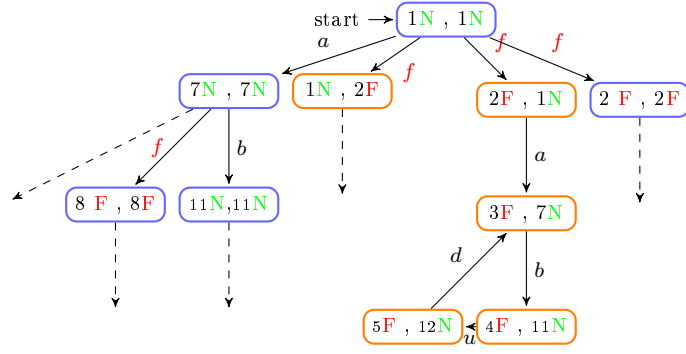 start 1N , 1N
a f f f
7N , 7N 1N , 2F 2F , 1N 2 F , 2F
f b a
8 F , 8F 11N,11N 3F , 7N
d b
5F , 12N u 4F , 11N